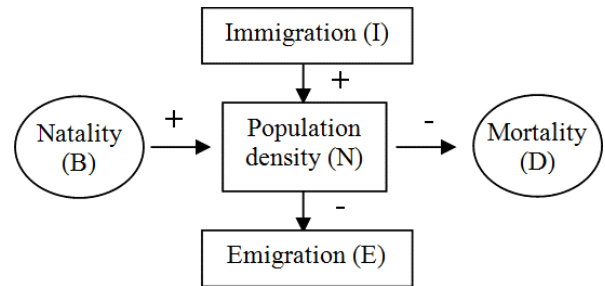 Immigration (I)
+
Natality
(B)
+
Population
density (N)
-
Mortality
(D)
-
Emigration (E)